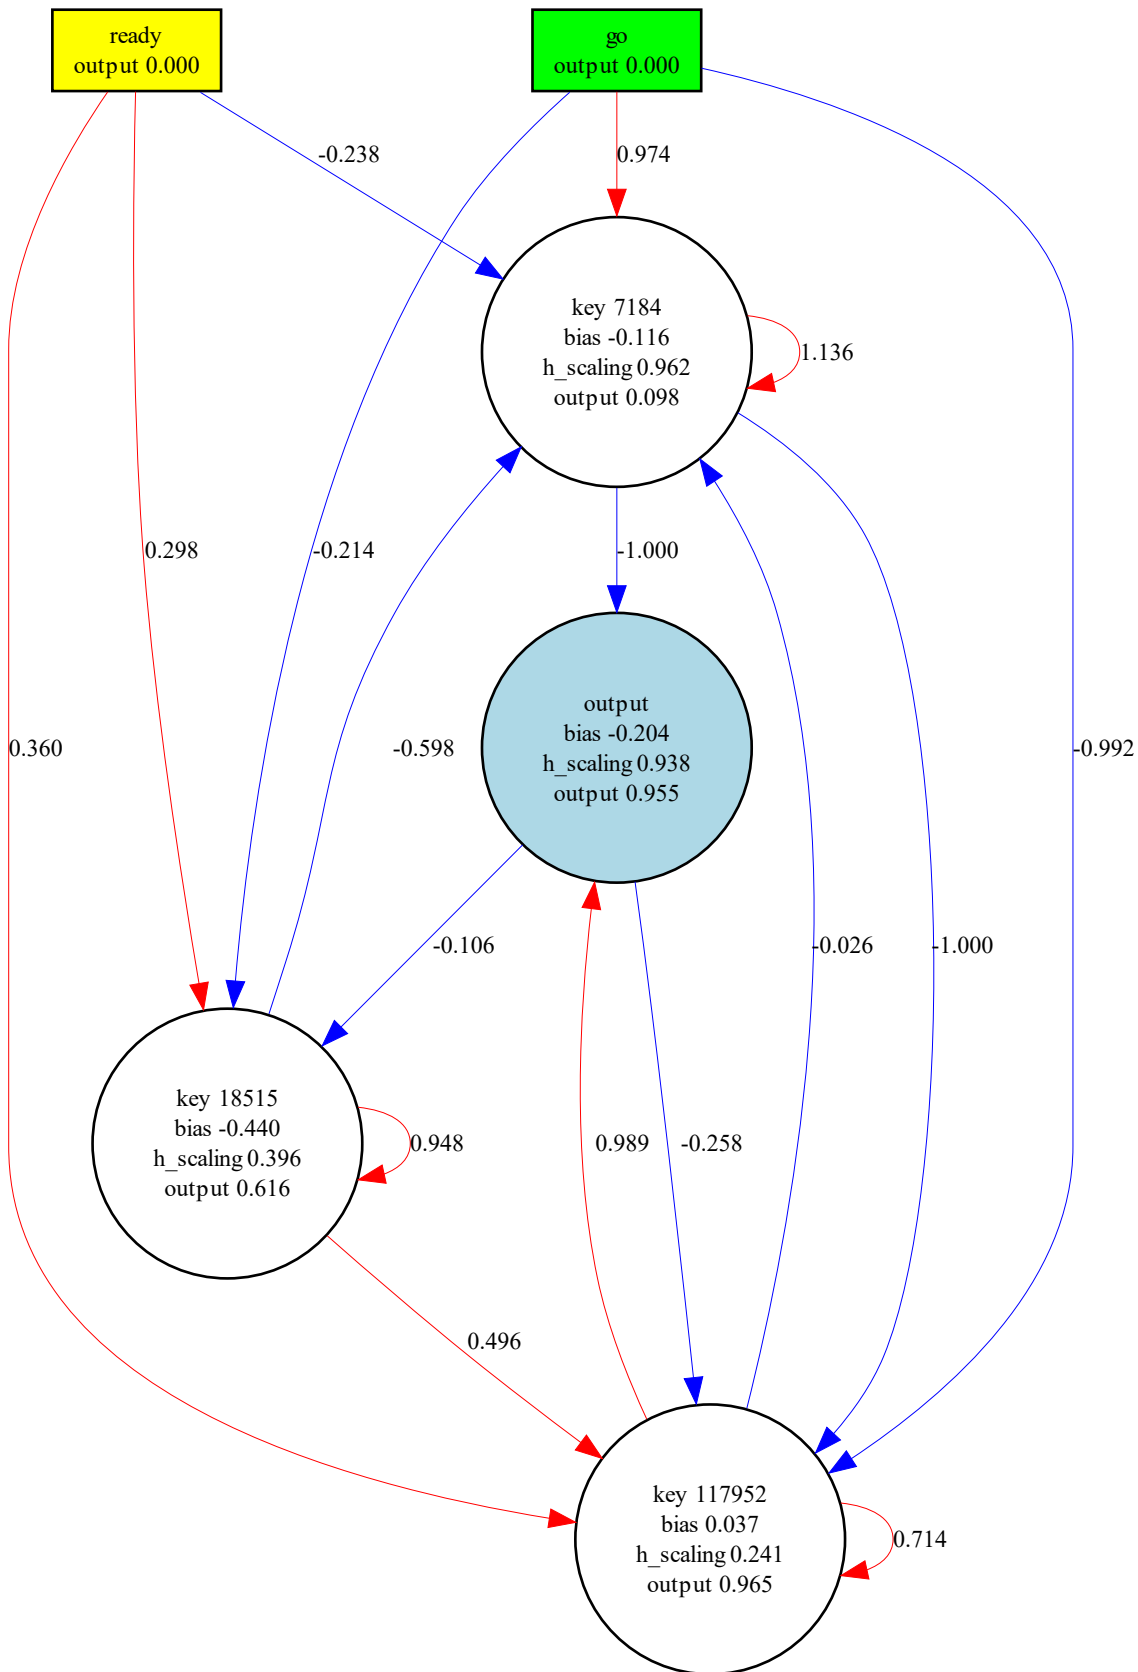 ready
output 0.000
go
output 0.000
-0.238
0.974
key 7184
bias -0.116
h_scaling 0.962
output 0.098
1.136
0.298
-0.214
-1.000
output
bias -0.204
h_scaling 0.938
output 0.955
0.360
-0.598
-0.992
-0.106
-0.026
-1.000
key 18515
bias -0.440
h_scaling 0.396
output 0.616
0.948
0.989
-0.258
0.496
key 117952
bias 0.037
h_scaling 0.241
output 0.965
0.714